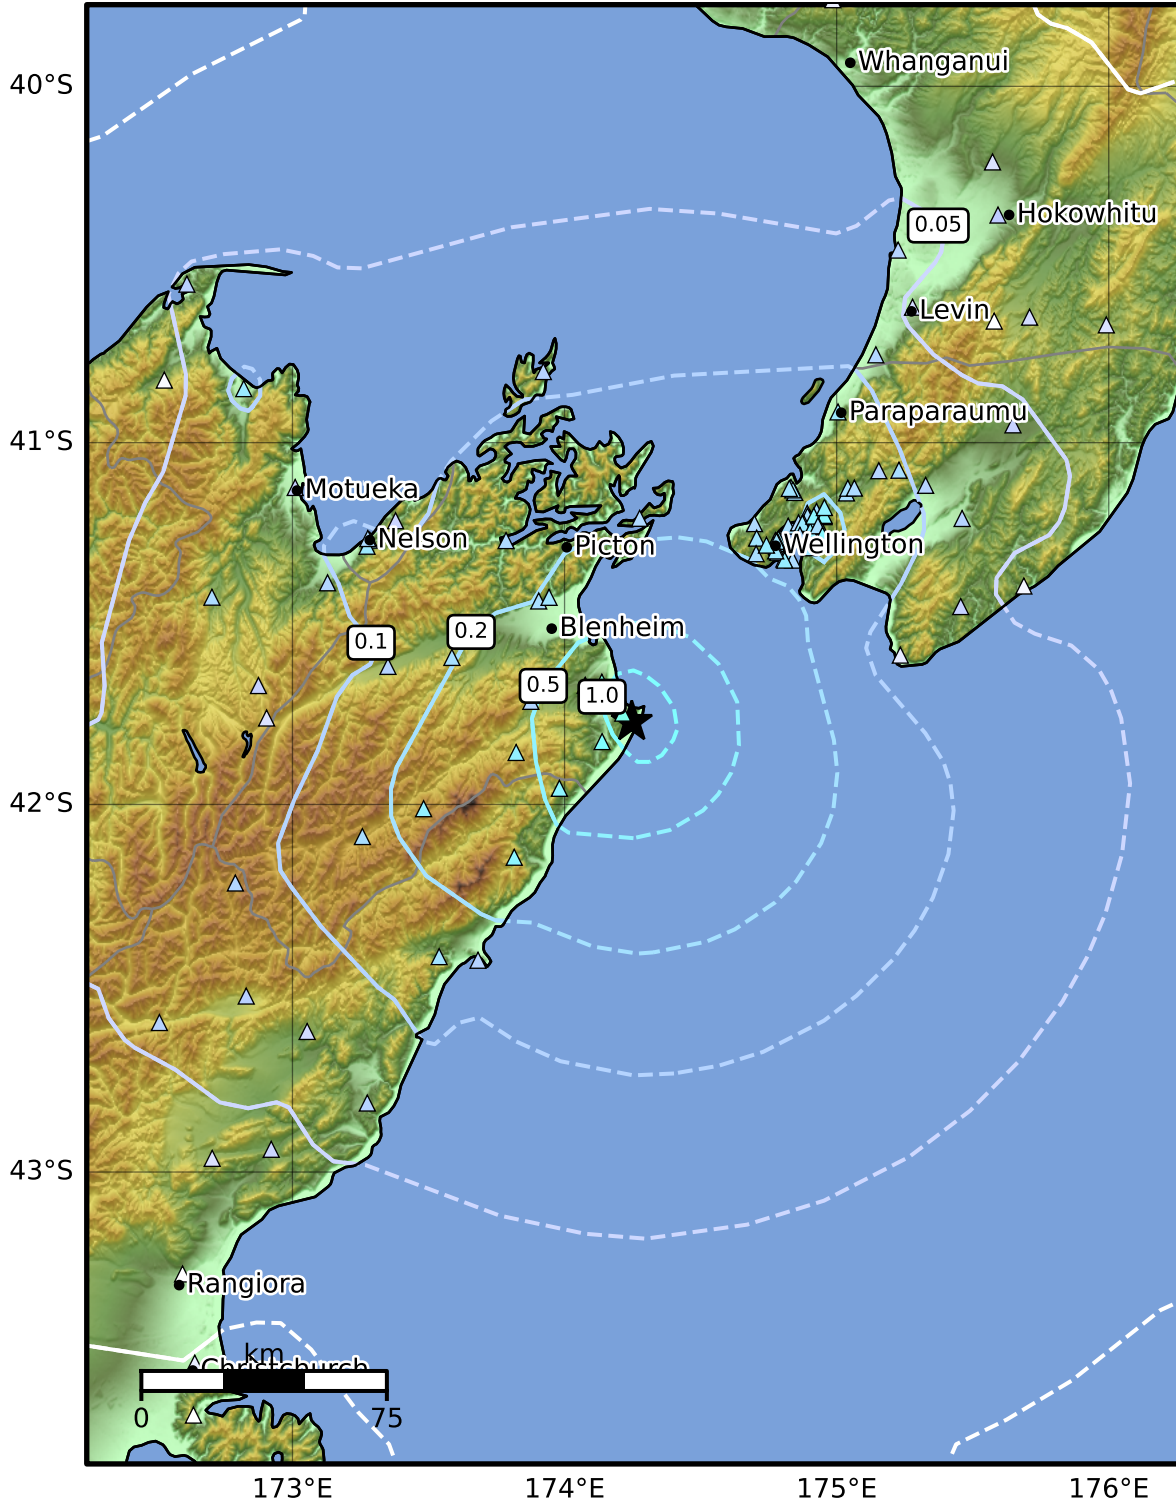 Whanganui
40°S
Hokowhitu
0.05
Levin
Paraparaumu
41°S
Motueka
Nelson
Picton
Wellington
Blenheim
0.1
0.2
0.5
1.0
42°S
43°S
Rangiora
km
Christchurch
0
75
173°E
174°E
175°E
176°E